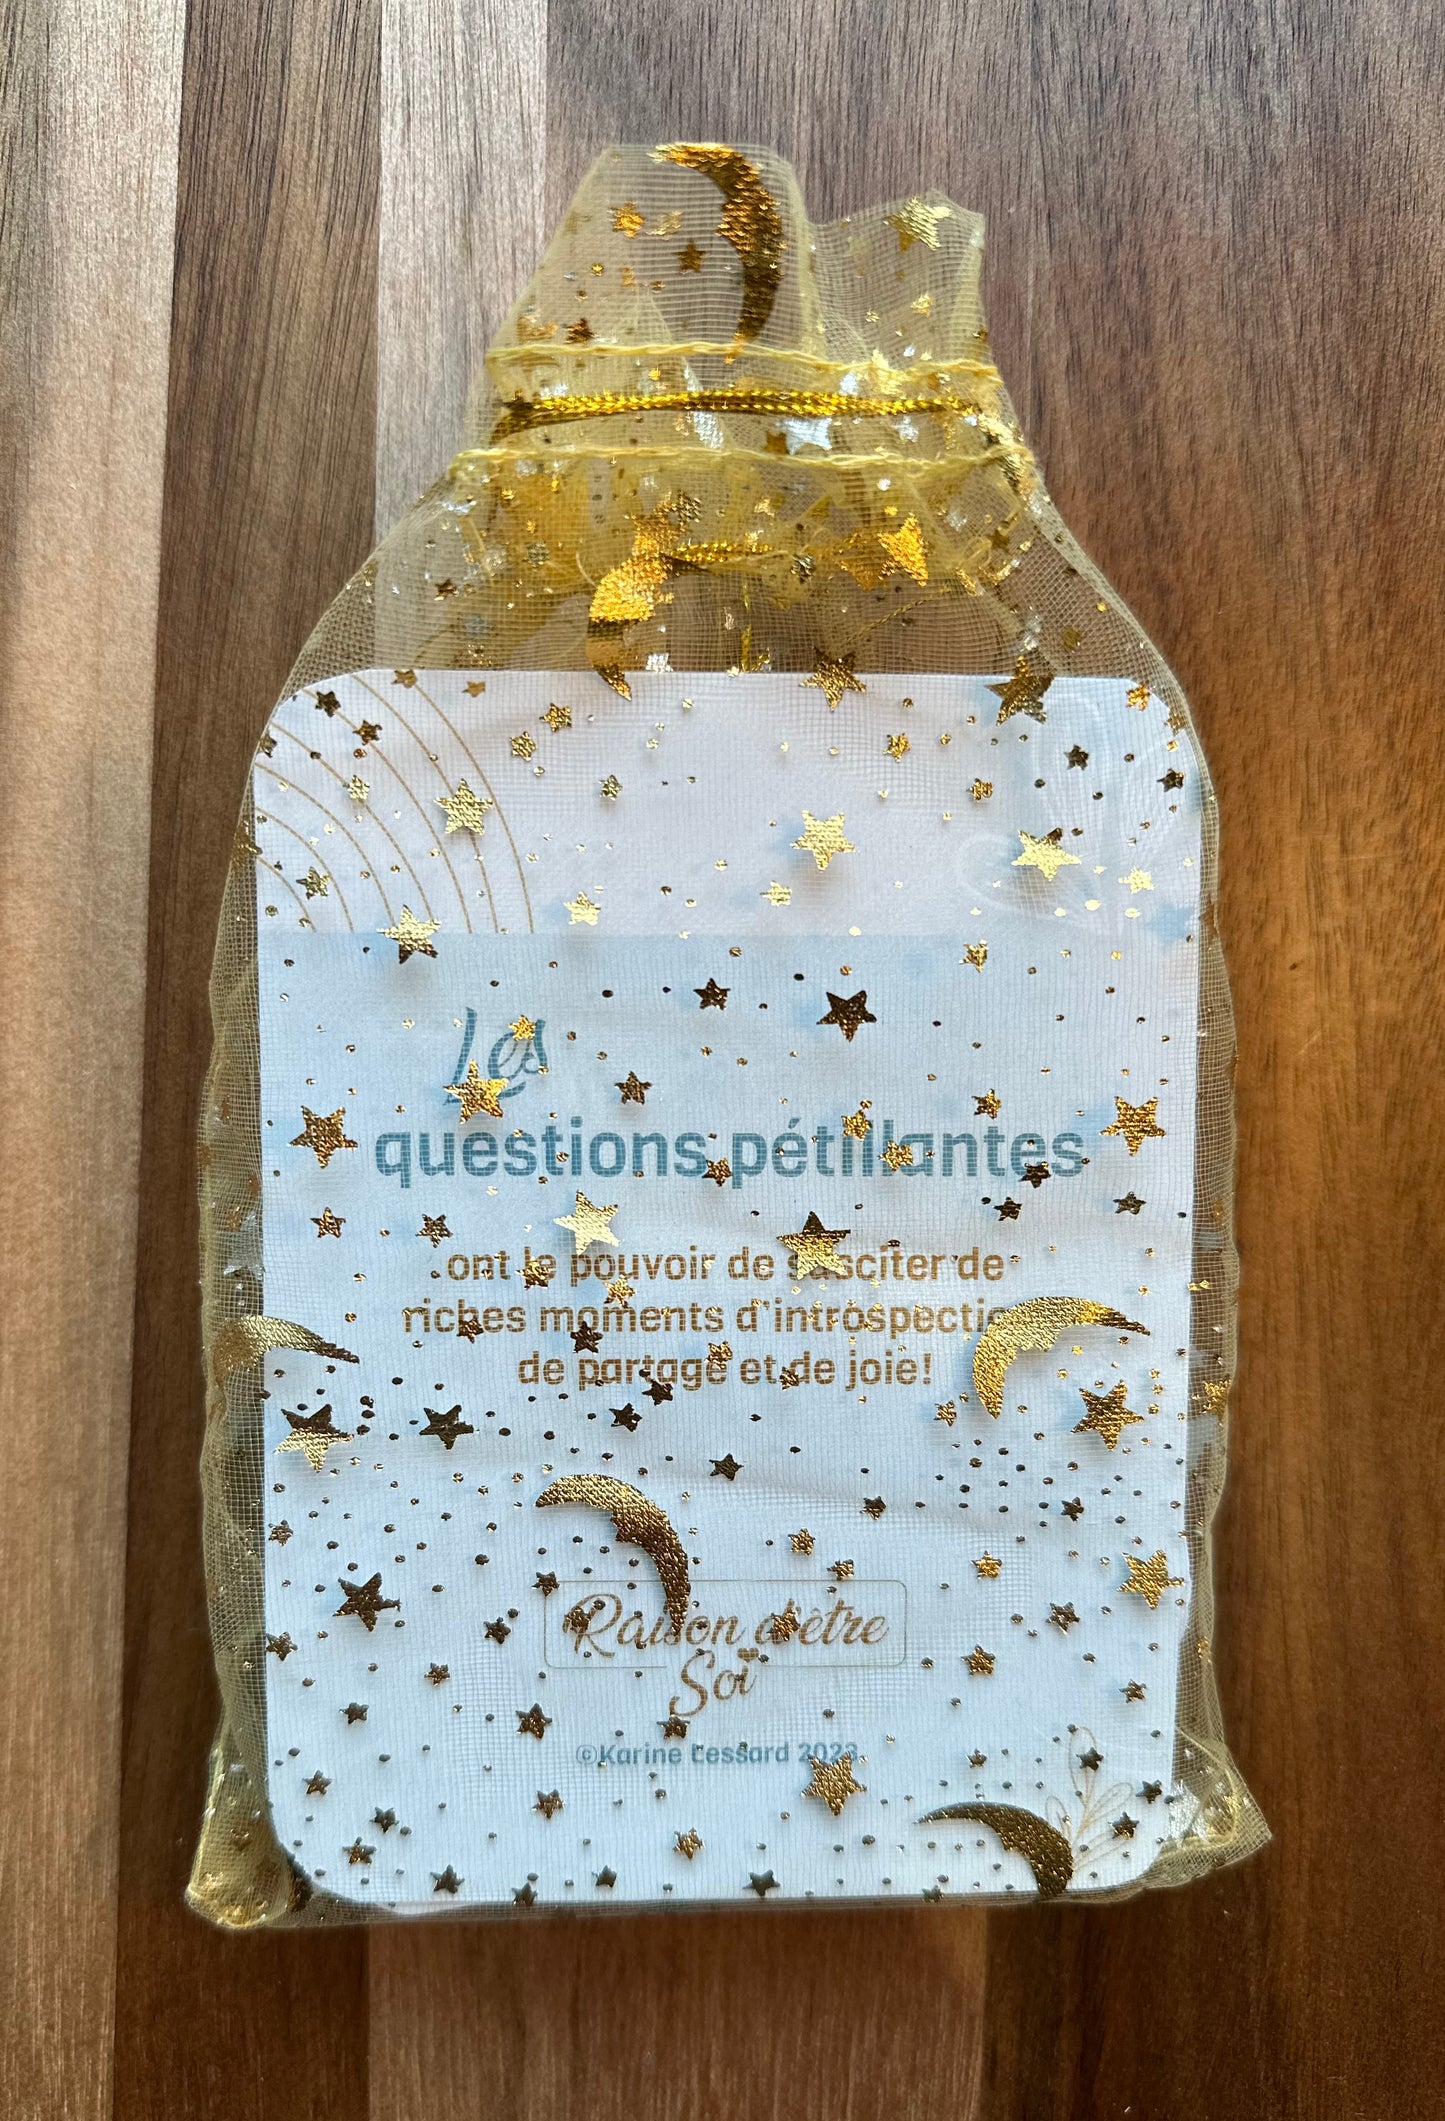 Les
questions pétillantes
ont le pouvoir de susciter de
riches moments d'introspection
de partage et de joie!
Raison d'être
Soi
©Karine Lessard 2023